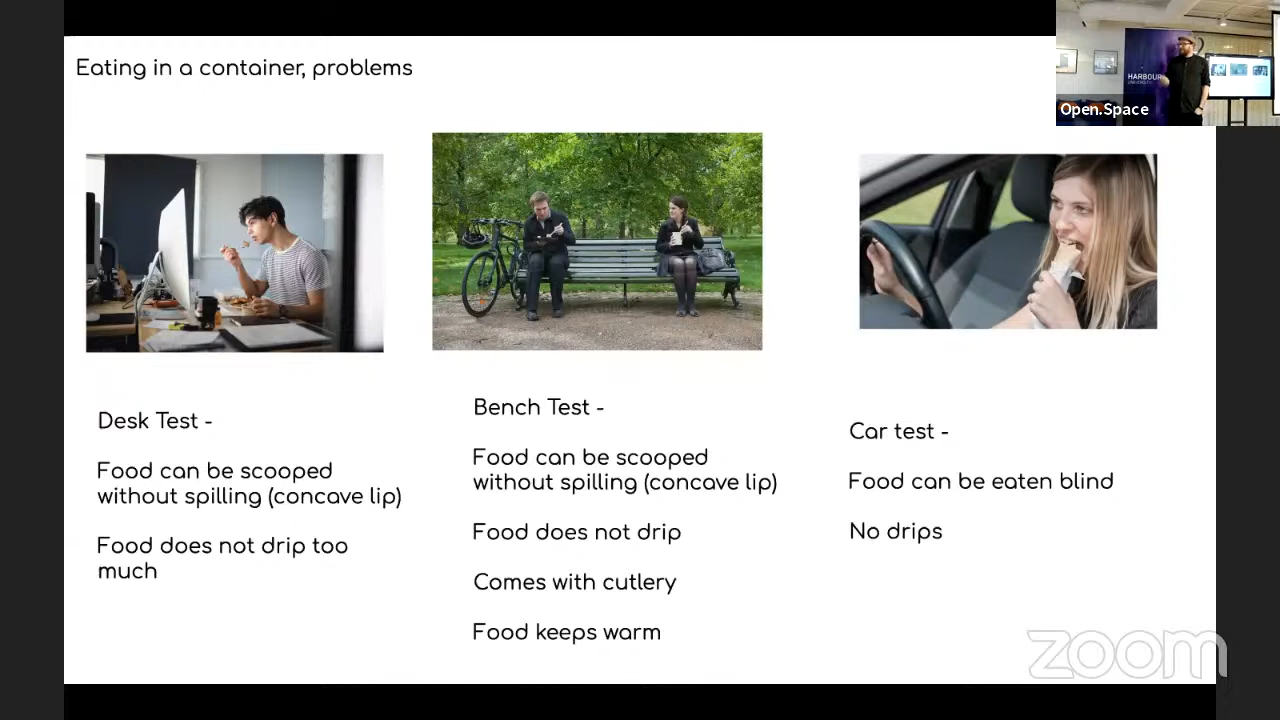 Eating in a container, problems
HARBOUR
Open.Space
Desk Test -
Food can be scooped
without spilling (concave lip)
Food does not drip too
much
Bench Test -
Food can be scooped
without spilling (concave lip)
Food does not drip
Comes with cutlery
Food keeps warm
Car test -
Food can be eaten blind
No drips
zoom